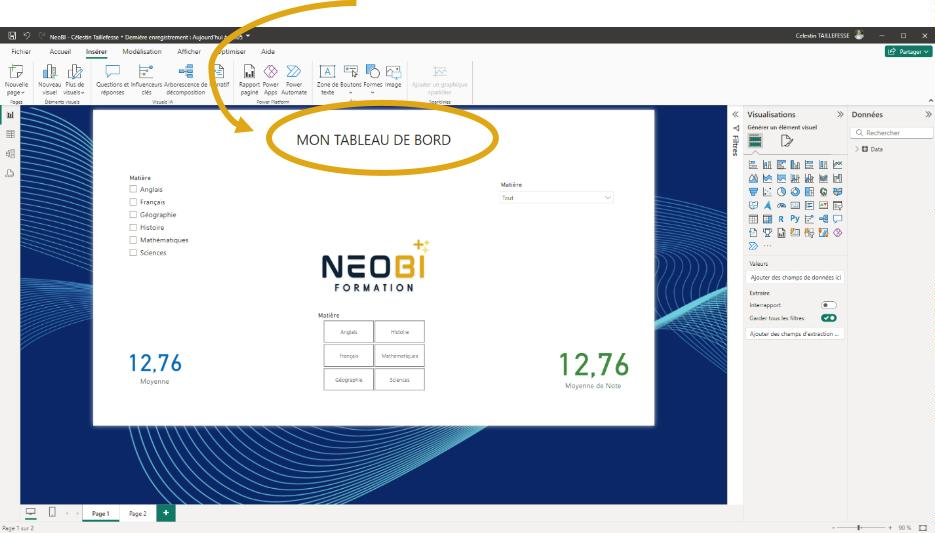 NeoBI - Célestin Taillefesse • Dernière enregistrement : Aujourd'hui
Celestin TAILLEFESSE
Fichier Accueil Insérer Modélisation Afficher Optimiser Aide
Partager
Nouvelle page
Nouveau visuel
Plus de visuels
Questions et réponses
Influenceurs clés
Arborescence de décomposition
Rapport paginé
Power Apps
Power Automate
Zone de texte
Boutons
Formes
Image
Ajouter un graphique sparkline
Pages
Éléments visuels
Visuels IA
Power Platform
Sparklines
MON TABLEAU DE BORD
Matière
Anglais
Français
Géographie
Histoire
Mathématiques
Sciences
Matière
Tout
NEOBI
FORMATION
Matière
Anglais Histoire
Français Mathematiques
Géographie Sciences
12,76
Moyenne
12,76
Moyenne de Note
Filtres
Visualisations
Générer un élément visuel
R Py
Valeurs
Ajouter des champs de données ici
Extraire
Interrapport
Garder tous les filtres
Ajouter des champs d'extraction ...
Données
Rechercher
Data
Page 1 Page 2
Page 1 sur 2
90 %